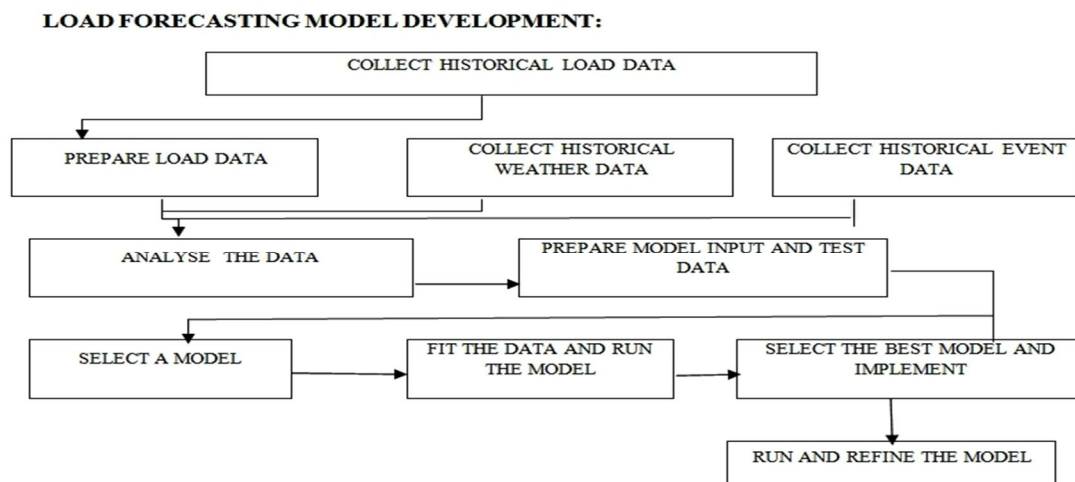 LOAD FORECASTING MODEL DEVELOPMENT:
COLLECT HISTORICAL LOAD DATA
PREPARE LOAD DATA
COLLECT HISTORICAL
WEATHER DATA
COLLECT HISTORICAL EVENT
DATA
ANALYSE THE DATA
PREPARE MODEL INPUT AND TEST
DATA
SELECT A MODEL
FIT THE DATA AND RUN
THE MODEL
SELECT THE BEST MODEL AND
IMPLEMENT
RUN AND REFINE THE MODEL